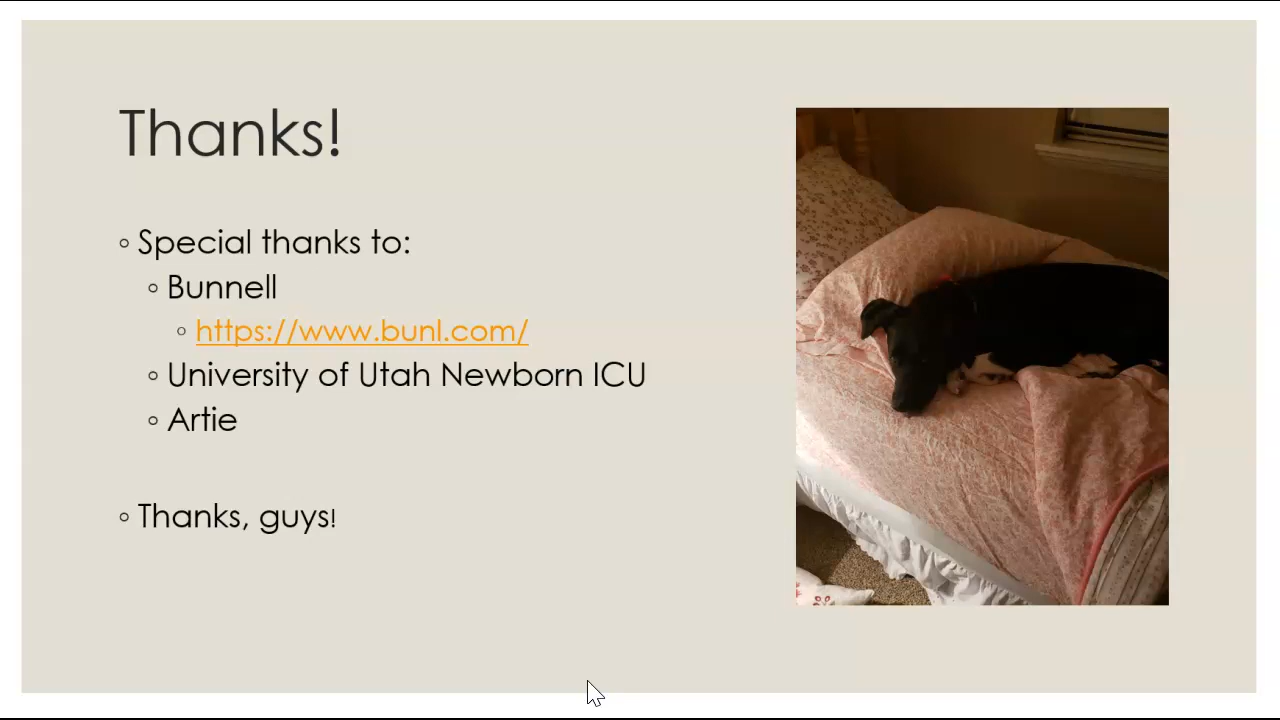 Thanks!
◦ Special thanks to:
◦ Bunnell
◦ https://www.bunl.com/
◦ University of Utah Newborn ICU
◦ Artie
◦ Thanks, guys!